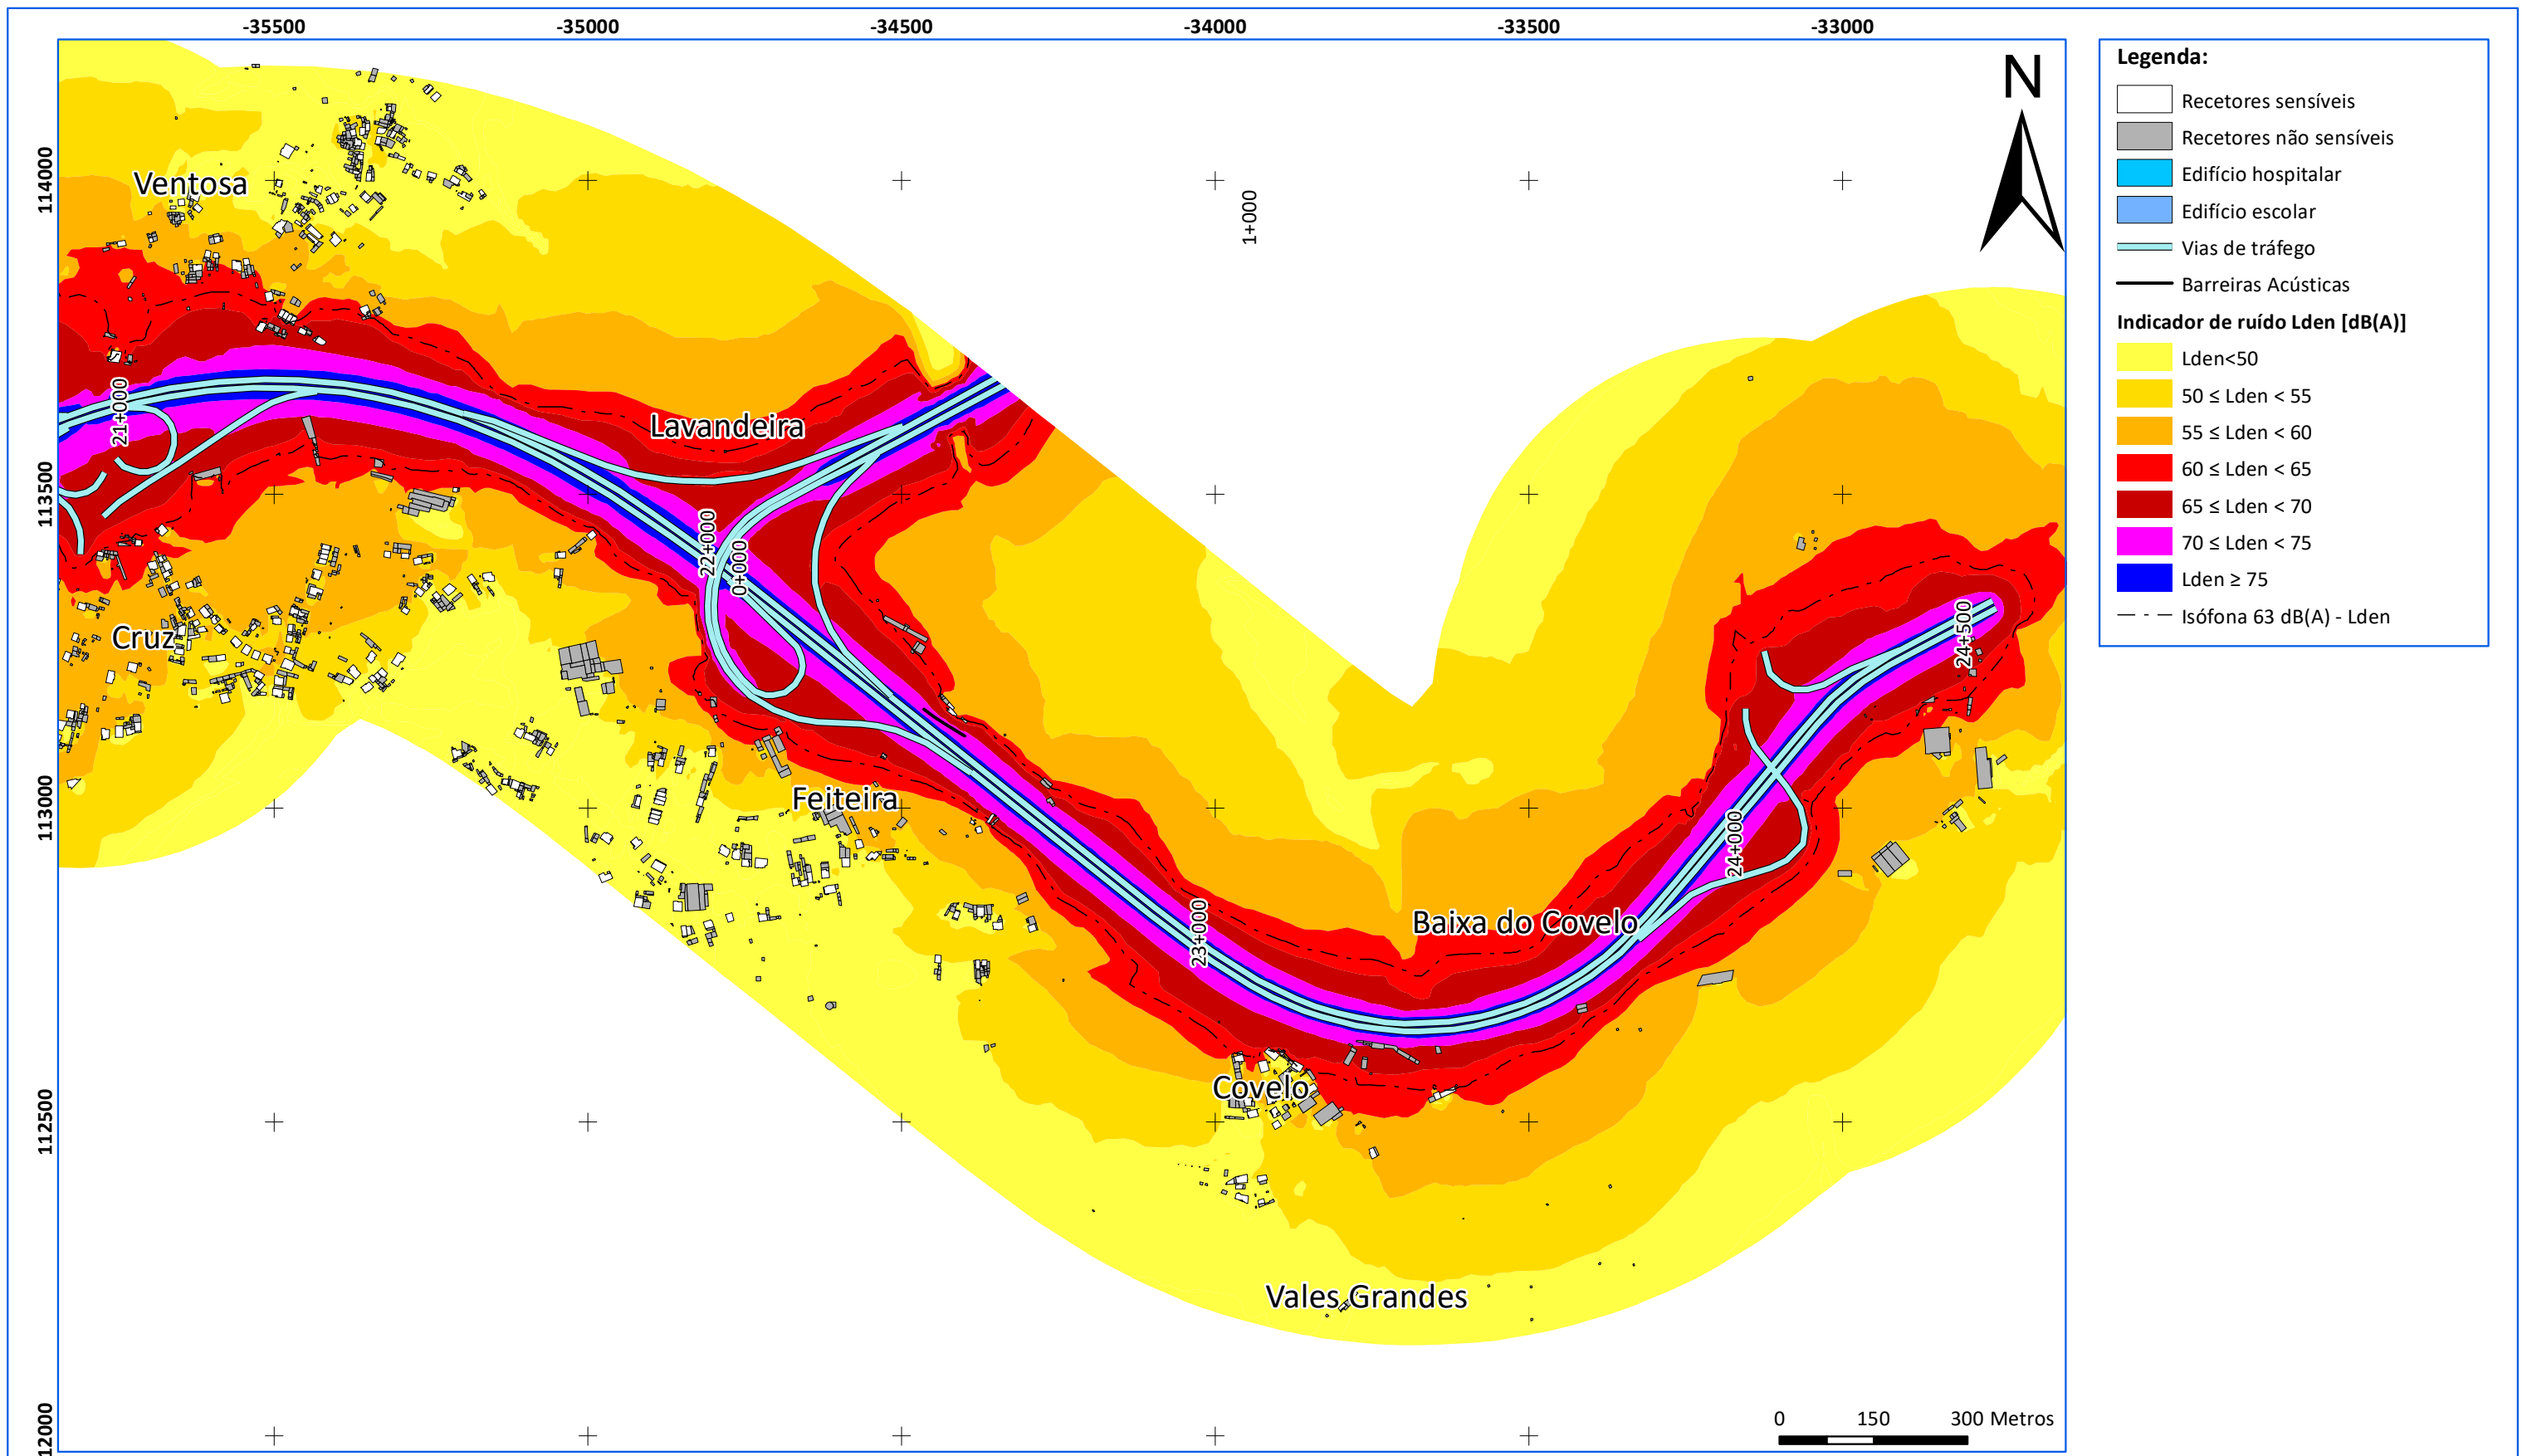 -35500 -35000 -34500 -34000 -33500 -33000
114000
113500
113000
112500
112000
Ventosa
Lavandeira
Cruz
Feiteira
Baixa do Covelo
Covelo
Vales Grandes
21+000
22+000
0+000
1+000
23+000
24+000
24+500
N
0 150 300 Metros
Legenda:
Recetores sensíveis
Recetores não sensíveis
Edifício hospitalar
Edifício escolar
Vias de tráfego
Barreiras Acústicas
Indicador de ruído Lden [dB(A)]
Lden<50
50 ≤ Lden < 55
55 ≤ Lden < 60
60 ≤ Lden < 65
65 ≤ Lden < 70
70 ≤ Lden < 75
Lden ≥ 75
Isófona 63 dB(A) - Lden